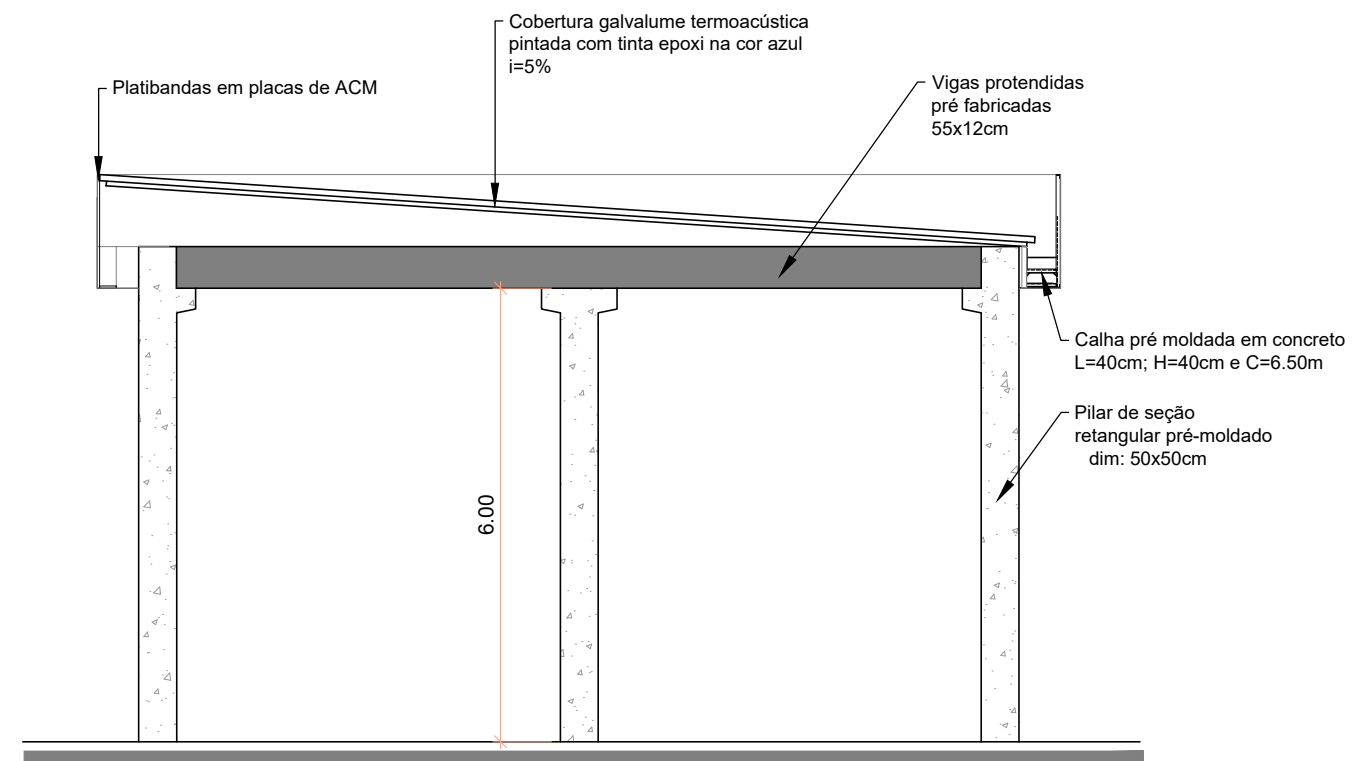 Cobertura galvalume termoacústica
pintada com tinta epoxi na cor azul
i=5%
Platibandas em placas de ACM
Vigas protendidas
pré fabricadas
55x12cm
Calha pré moldada em concreto
L=40cm; H=40cm e C=6.50m
Pilar de seção
retangular pré-moldado
dim: 50x50cm
6.00